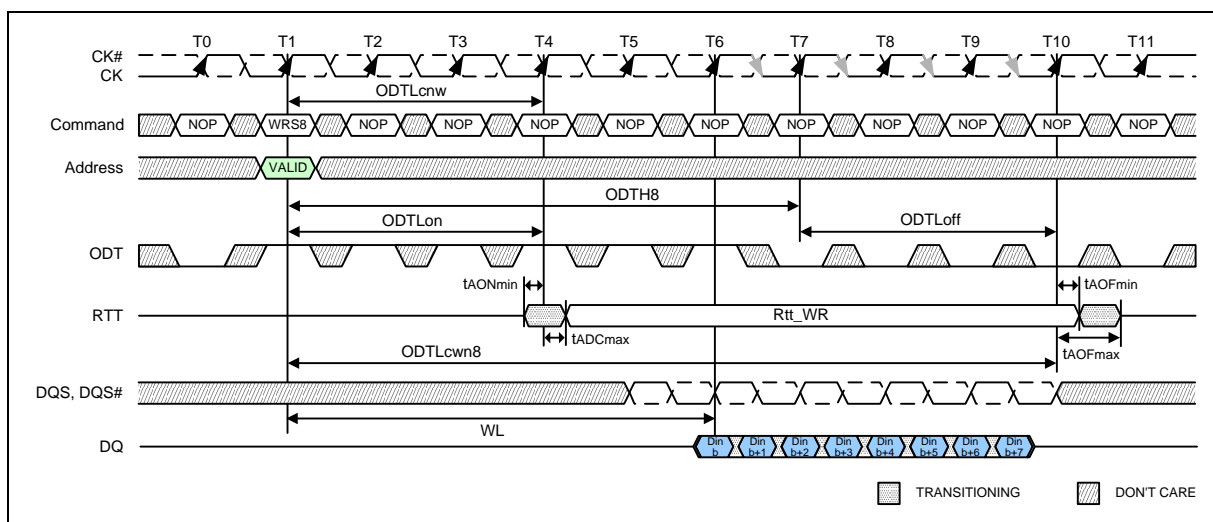 T0 T1 T2 T3 T4 T5 T6 T7 T8 T9 T10 T11
CK#
CK
ODTLcnw
Command NOP WRS8 NOP NOP NOP NOP NOP NOP NOP NOP NOP NOP
Address VALID
ODTH8
ODTLon ODTLoff
ODT
tAONmin tAOFmin
RTT Rtt_WR
tADCmax
tAOFmax
ODTLcwn8
DQS, DQS#
WL
DQ Din b Din b+1 Din b+2 Din b+3 Din b+4 Din b+5 Din b+6 Din b+7
TRANSITIONING DON'T CARE